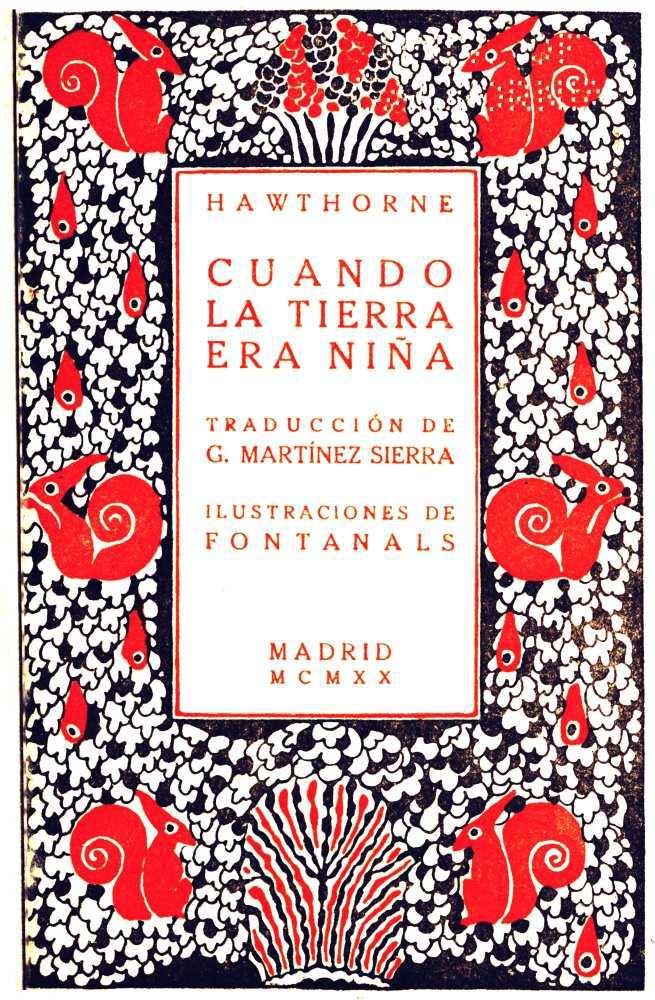 HAWTHORNE
CUANDO
LA TIERRA
ERA NIÑA
TRADUCCIÓN DE
G. MARTÍNEZ SIERRA
ILUSTRACIONES DE
FONTANALS
MADRID
MCMXX